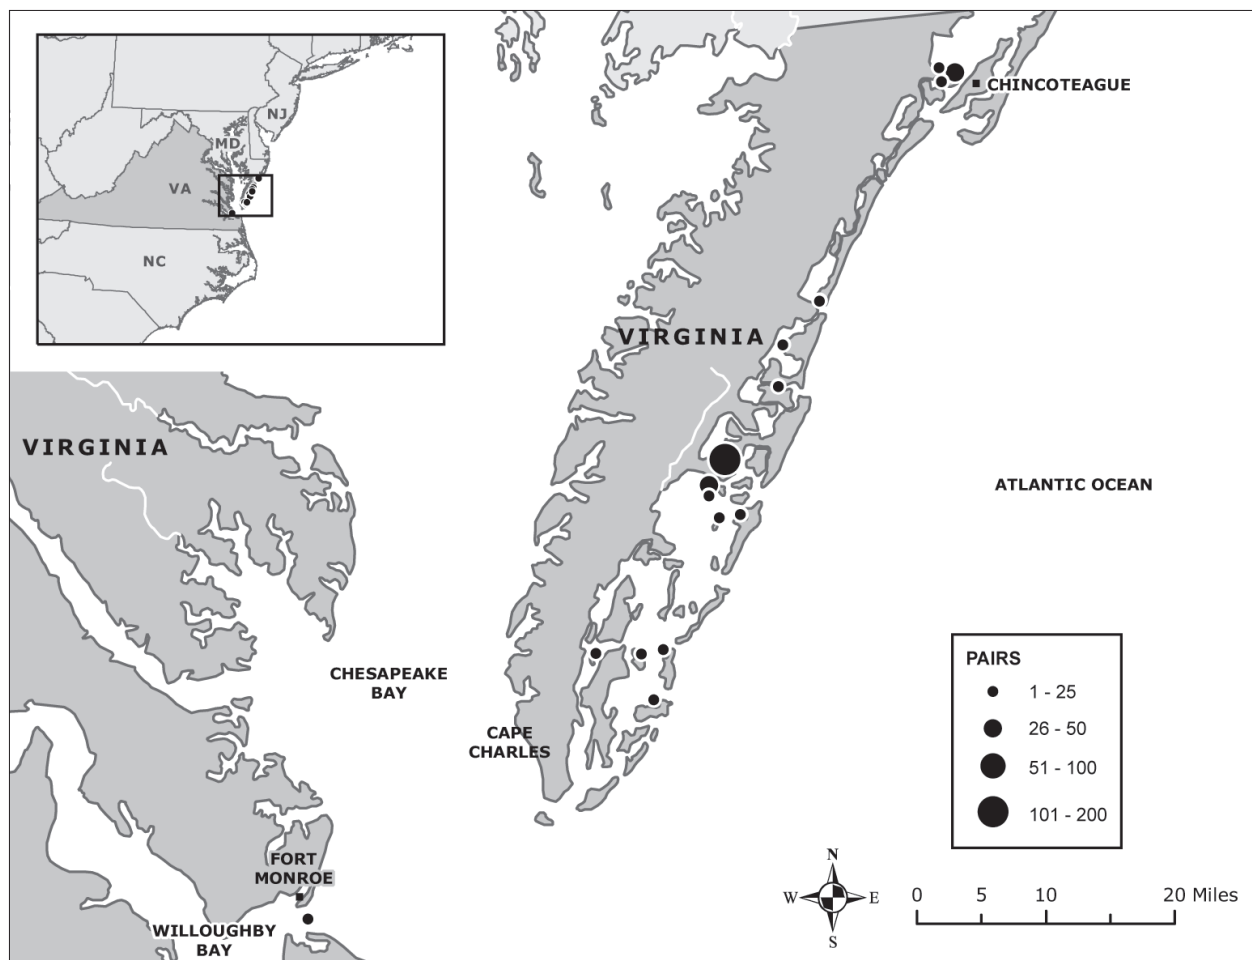 NJ
MD
VA
NC
CHINCOTEAGUE
VIRGINIA
VIRGINIA
ATLANTIC OCEAN
CHESAPEAKE
BAY
CAPE
CHARLES
FORT
MONROE
WILLOUGHBY
BAY
PAIRS
1 - 25
26 - 50
51 - 100
101 - 200
N
W E
S
0 5 10 20 Miles